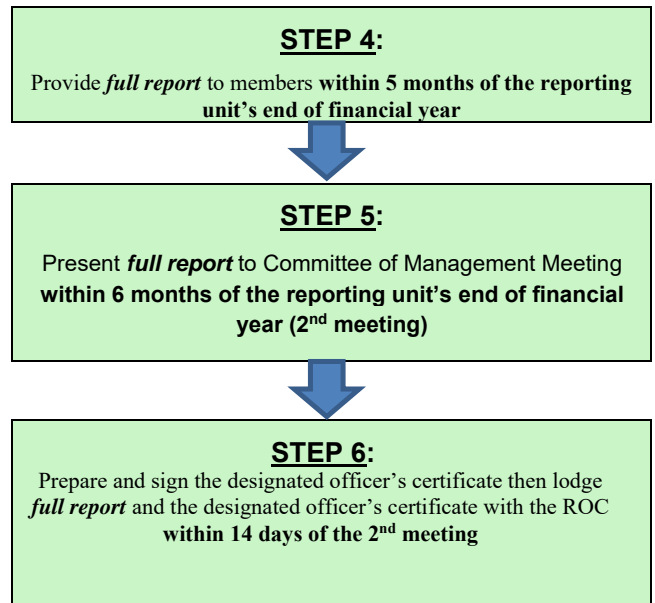 STEP 4:
Provide full report to members within 5 months of the reporting
unit's end of financial year
STEP 5:
Present full report to Committee of Management Meeting
within 6 months of the reporting unit's end of financial
year (2nd meeting)
STEP 6:
Prepare and sign the designated officer's certificate then lodge
full report and the designated officer's certificate with the ROC
within 14 days of the 2nd meeting